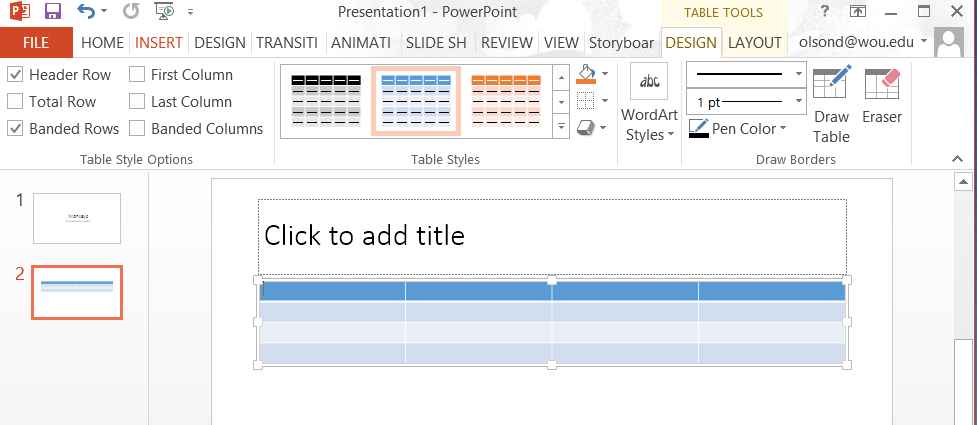 Presentation1 - PowerPoint
TABLE TOOLS
?
FILE HOME INSERT DESIGN TRANSITI ANIMATI SLIDE SH REVIEW VIEW Storyboar DESIGN LAYOUT olsond@wou.edu
Header Row First Column
Total Row Last Column
Banded Rows Banded Columns
Table Style Options
Table Styles
abc
WordArt
Styles
1 pt
Pen Color
Draw
Table
Eraser
Draw Borders
1
Monkeys
2
Click to add title